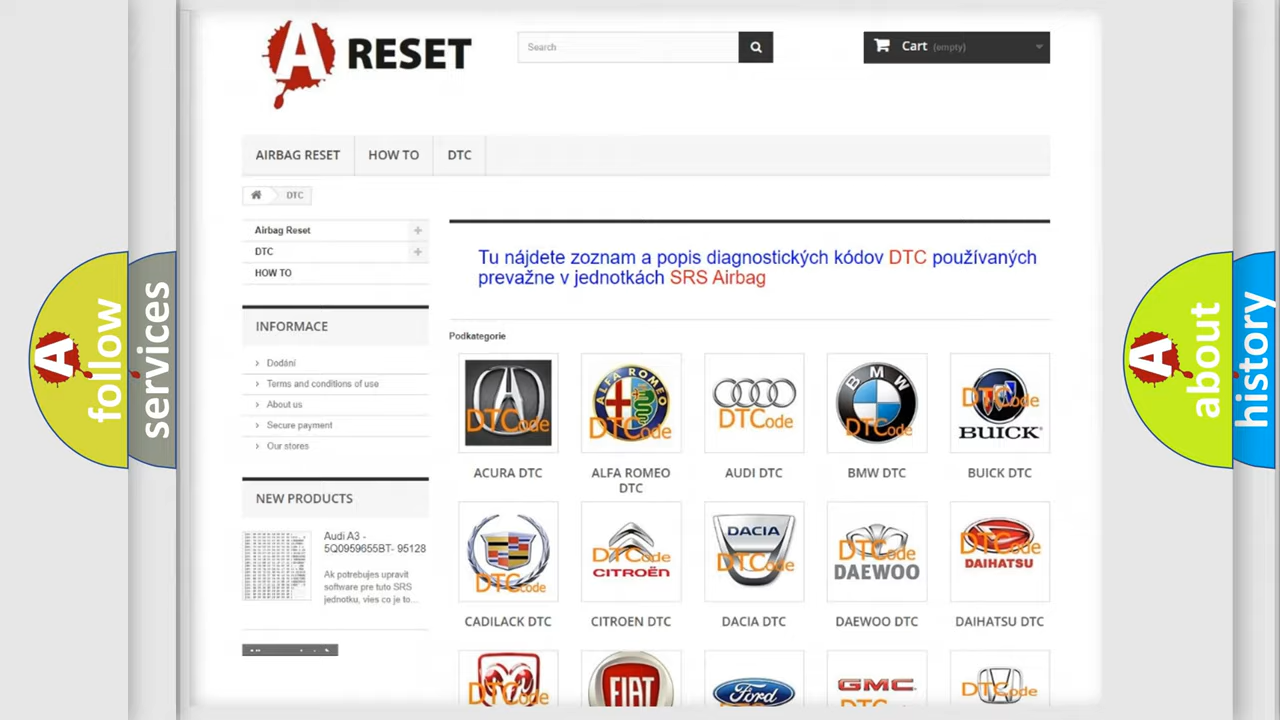 A RESET
Search
Cart (empty)
AIRBAG RESET
HOW TO
DTC
DTC
Airbag Reset
DTC
HOW TO
INFORMACE
Dodání
Terms and conditions of use
About us
Secure payment
Our stores
NEW PRODUCTS
Audi A3 -
5Q0959655BT- 95128
Ak potrebujes upravit
software pre tuto SRS
jednotku, vies co je to...
Tu nájdete zoznam a popis diagnostických kódov DTC používaných
prevažne v jednotkách SRS Airbag
Podkategorie
DTCode
ALFA ROMEO
DTCode
DTCode
BMW
DTCode
DTCode
BUICK
ACURA DTC
ALFA ROMEO
DTC
AUDI DTC
BMW DTC
BUICK DTC
DTCode
DTCode
CITROËN
DACIA
DTCode
DTCode
DAEWOO
DTCode
DAIHATSU
CADILACK DTC
CITROEN DTC
DACIA DTC
DAEWOO DTC
DAIHATSU DTC
DTCode
FIAT
Ford
GMC
DTCode
A follow
services
A about
history